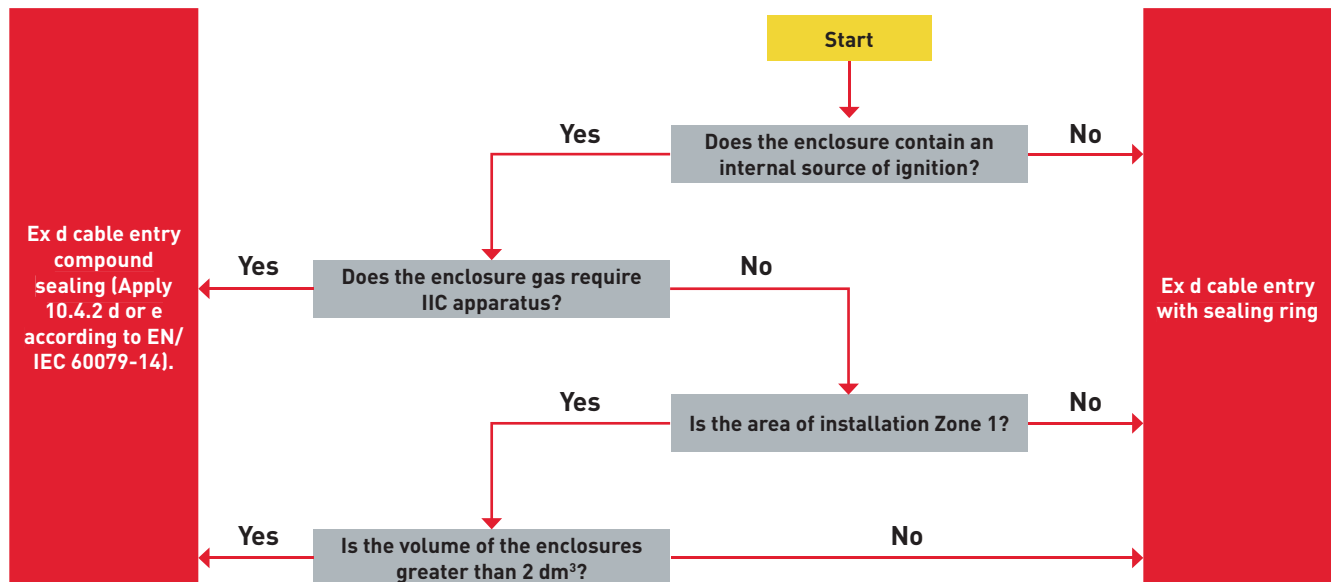 Start
Yes
Does the enclosure contain an
internal source of ignition?
No
Ex d cable entry
compound
sealing (Apply
10.4.2 d or e
according to EN/
IEC 60079-14).
Yes
Does the enclosure gas require
IIC apparatus?
No
Ex d cable entry
with sealing ring
Yes
Is the area of installation Zone 1?
No
Yes
Is the volume of the enclosures
greater than 2 dm³?
No